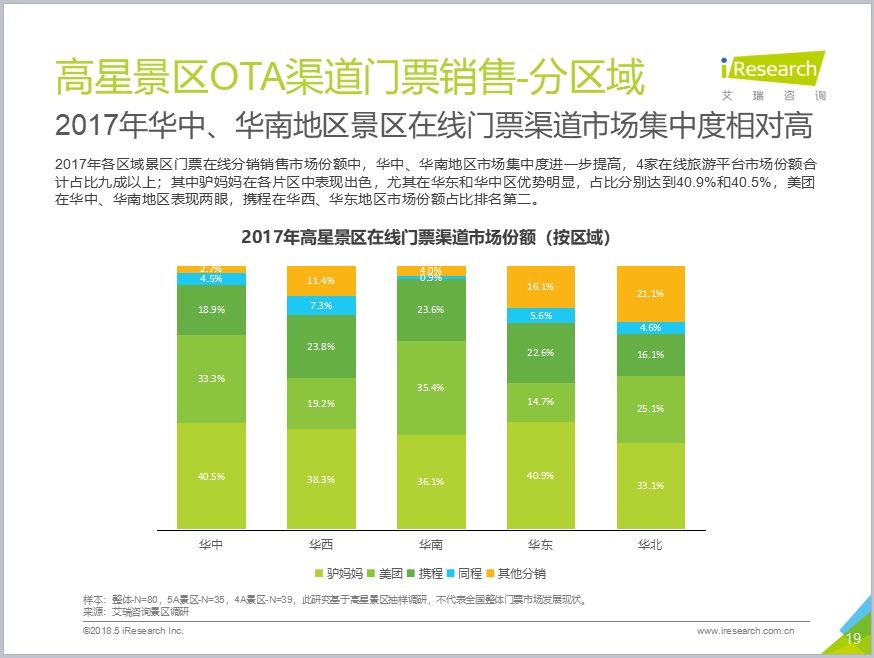 高星景区OTA渠道门票销售-分区域
iResearch
艾瑞咨询
2017年华中、华南地区景区在线门票渠道市场集中度相对高
2017年各区域景区门票在线分销销售市场份额中，华中、华南地区市场集中度进一步提高，4家在线旅游平台市场份额合
计占比九成以上；其中驴妈妈在各片区中表现出色，尤其在华东和华中区优势明显，占比分别达到40.9%和40.5%，美团
在华中、华南地区表现两眼，携程在华西、华东地区市场份额占比排名第二。
2017年高星景区在线门票渠道市场份额（按区域）
2.7% 11.4% 4.0% 16.1% 21.1%
4.5% 7.3% 0.9% 5.6% 4.6%
18.9% 23.8% 23.6% 22.6% 16.1%
33.3% 19.2% 35.4% 14.7% 25.1%
40.5% 38.3% 36.1% 40.9% 33.1%
华中 华西 华南 华东 华北
驴妈妈 美团 携程 同程 其他分销
样本：整体-N=80，5A景区-N=35，4A景区-N=39，此研究基于高星景区抽样调研，不代表全国整体门票市场发展现状。
来源：艾瑞咨询景区调研
©2018.5 iResearch Inc.
www.iresearch.com.cn
19